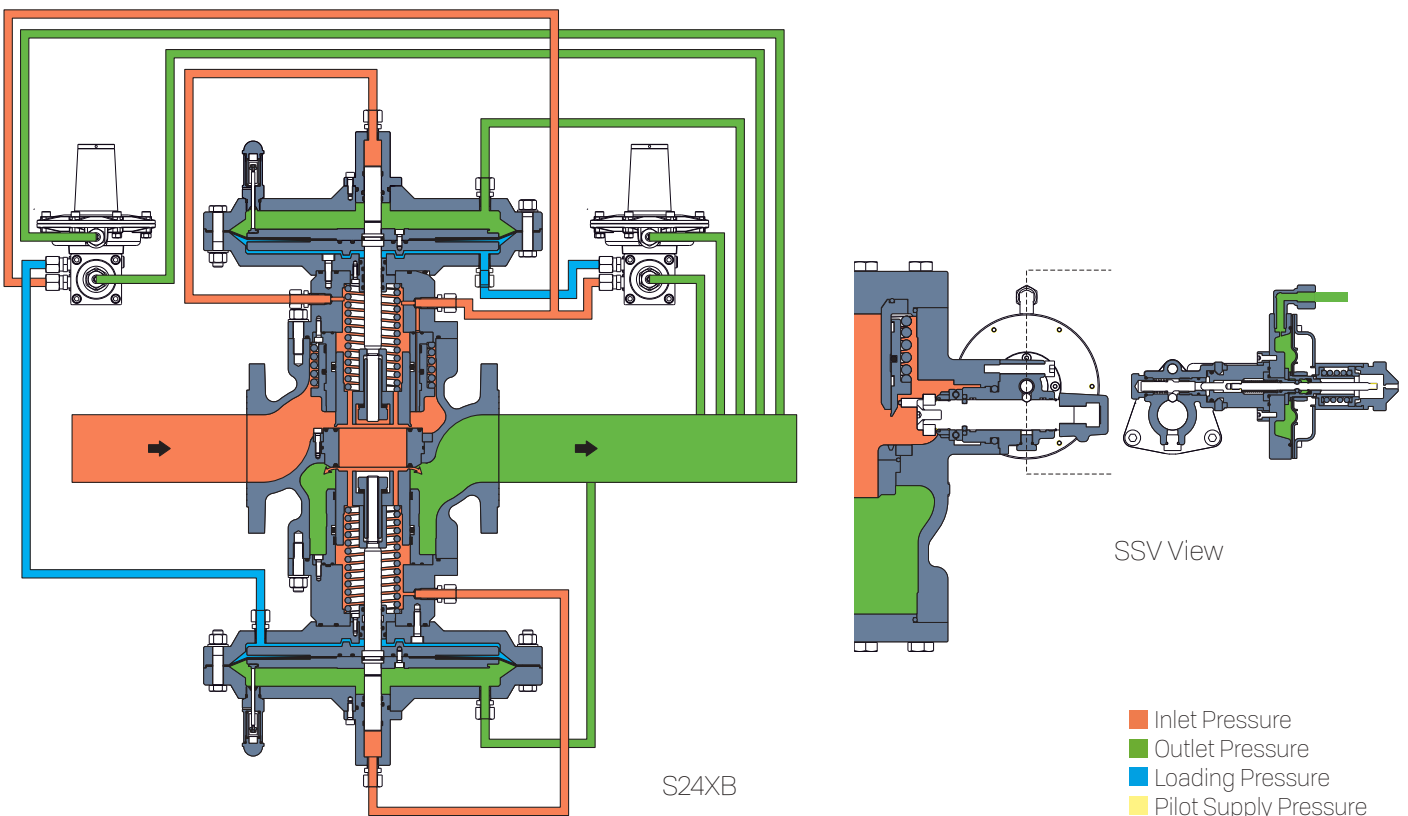 SSV View
S24XB
Inlet Pressure
Outlet Pressure
Loading Pressure
Pilot Supply Pressure